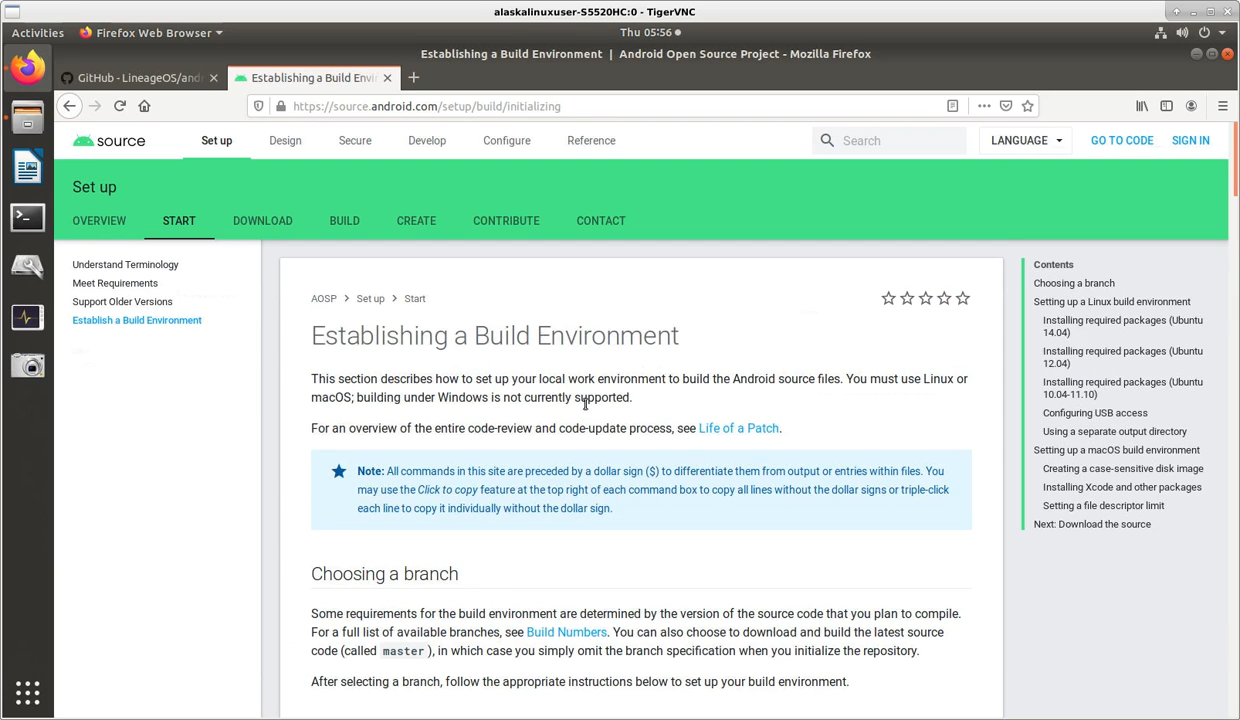 alaskalinuxuser-S5520HC:0 - TigerVNC
Activities Firefox Web Browser Thu 05:56
Establishing a Build Environment | Android Open Source Project - Mozilla Firefox
GitHub - LineageOS/andr Establishing a Build Envir
https://source.android.com/setup/build/initializing
source Set up Design Secure Develop Configure Reference Search LANGUAGE GO TO CODE SIGN IN
Set up
OVERVIEW START DOWNLOAD BUILD CREATE CONTRIBUTE CONTACT
Understand Terminology
Meet Requirements
Support Older Versions
Establish a Build Environment
AOSP > Set up > Start
Establishing a Build Environment
This section describes how to set up your local work environment to build the Android source files. You must use Linux or
macOS; building under Windows is not currently supported.
For an overview of the entire code-review and code-update process, see Life of a Patch.
Note: All commands in this site are preceded by a dollar sign ($) to differentiate them from output or entries within files. You
may use the Click to copy feature at the top right of each command box to copy all lines without the dollar signs or triple-click
each line to copy it individually without the dollar sign.
Choosing a branch
Some requirements for the build environment are determined by the version of the source code that you plan to compile.
For a full list of available branches, see Build Numbers. You can also choose to download and build the latest source
code (called master ), in which case you simply omit the branch specification when you initialize the repository.
After selecting a branch, follow the appropriate instructions below to set up your build environment.
Contents
Choosing a branch
Setting up a Linux build environment
Installing required packages (Ubuntu
14.04)
Installing required packages (Ubuntu
12.04)
Installing required packages (Ubuntu
10.04-11.10)
Configuring USB access
Using a separate output directory
Setting up a macOS build environment
Creating a case-sensitive disk image
Installing Xcode and other packages
Setting a file descriptor limit
Next: Download the source